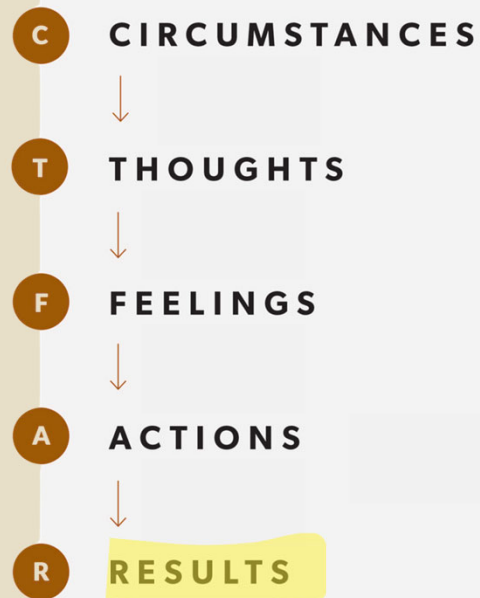 C CIRCUMSTANCES
T THOUGHTS
F FEELINGS
A ACTIONS
R RESULTS